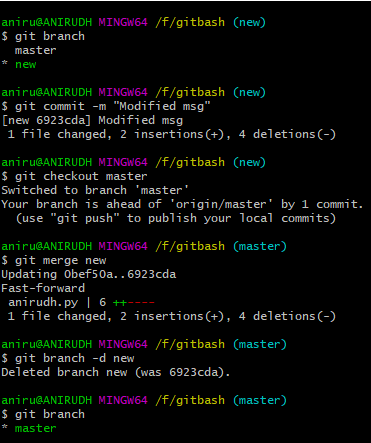 aniru@ANIRUDH MINGW64 /f/gitbash (new)
$ git branch
  master
* new
aniru@ANIRUDH MINGW64 /f/gitbash (new)
$ git commit -m "Modified msg"
[new 6923cda] Modified msg
 1 file changed, 2 insertions(+), 4 deletions(-)
aniru@ANIRUDH MINGW64 /f/gitbash (new)
$ git checkout master
Switched to branch 'master'
Your branch is ahead of 'origin/master' by 1 commit.
  (use "git push" to publish your local commits)
aniru@ANIRUDH MINGW64 /f/gitbash (master)
$ git merge new
Updating 0bef50a..6923cda
Fast-forward
 anirudh.py | 6 ++----
 1 file changed, 2 insertions(+), 4 deletions(-)
aniru@ANIRUDH MINGW64 /f/gitbash (master)
$ git branch -d new
Deleted branch new (was 6923cda).
aniru@ANIRUDH MINGW64 /f/gitbash (master)
$ git branch
* master